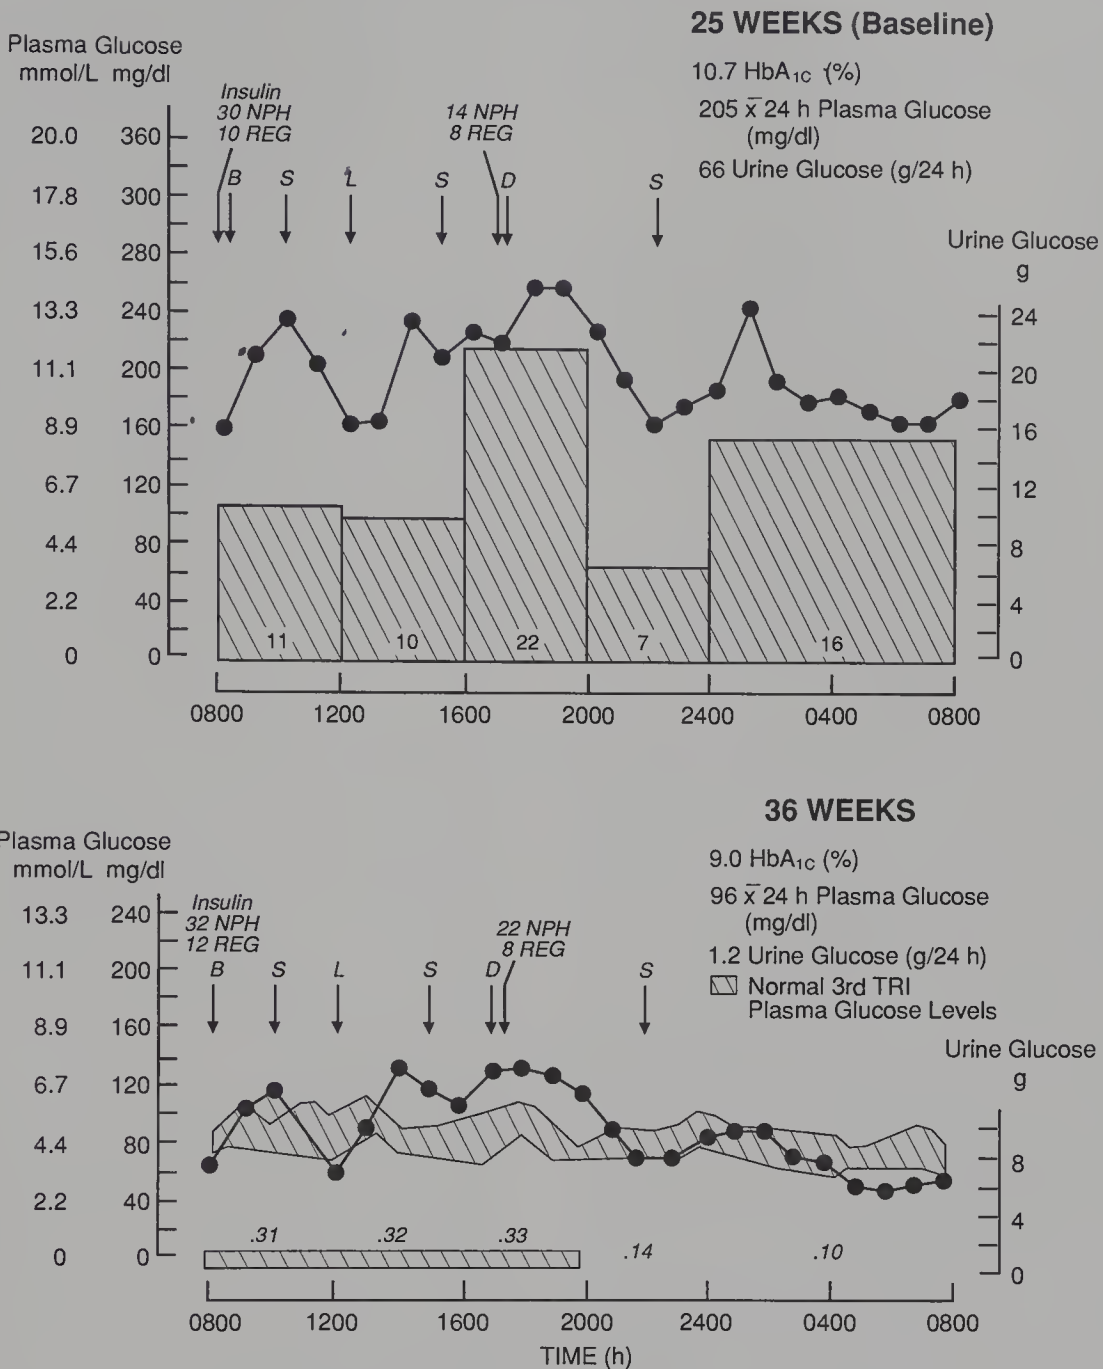 25 WEEKS (Baseline)
10.7 HbA1C (%)
205 x̄ 24 h Plasma Glucose
(mg/dl)
66 Urine Glucose (g/24 h)
Plasma Glucose
mmol/L mg/dl
Insulin
30 NPH
10 REG
14 NPH
8 REG
B S L S D S
20.0 360
17.8 300
15.6 280
13.3 240
11.1 200
8.9 160
6.7 120
4.4 80
2.2 40
0 0
Urine Glucose
g
24
20
16
12
8
4
0
11 10 22 7 16
0800 1200 1600 2000 2400 0400 0800
36 WEEKS
9.0 HbA1C (%)
96 x̄ 24 h Plasma Glucose
(mg/dl)
1.2 Urine Glucose (g/24 h)
Normal 3rd TRI
Plasma Glucose Levels
Plasma Glucose
mmol/L mg/dl
Insulin
32 NPH
12 REG
22 NPH
8 REG
B S L S D S
13.3 240
11.1 200
8.9 160
6.7 120
4.4 80
2.2 40
0 0
Urine Glucose
g
8
4
0
.31 .32 .33 .14 .10
0800 1200 1600 2000 2400 0400 0800
TIME (h)